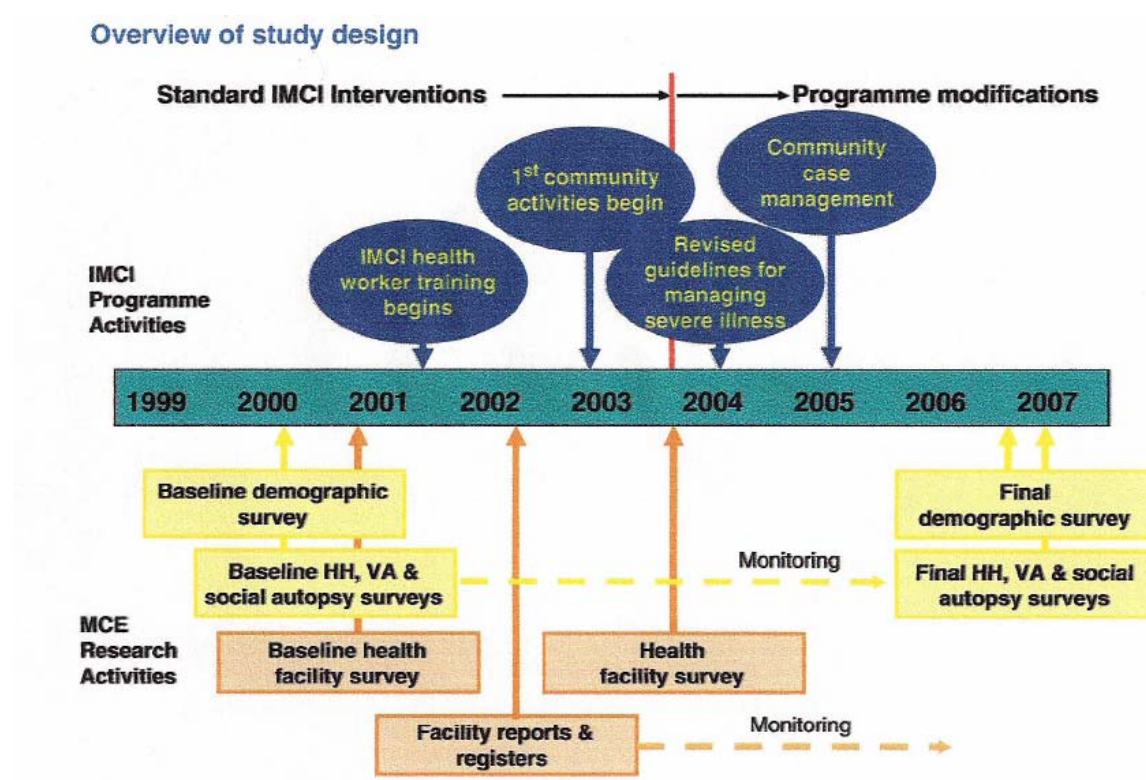 Overview of study design
Standard IMCI Interventions
Programme modifications
Community
case
management
1st community
activities begin
Revised
guidelines for
managing
severe illness
IMCI health
worker training
begins
IMCI
Programme
Activities
1999 2000 2001 2002 2003 2004 2005 2006 2007
Baseline demographic
survey
Final
demographic survey
Baseline HH, VA &
social autopsy surveys
Monitoring
Final HH, VA & social
autopsy surveys
MCE
Research
Activities
Baseline health
facility survey
Health
facility survey
Facility reports &
registers
Monitoring